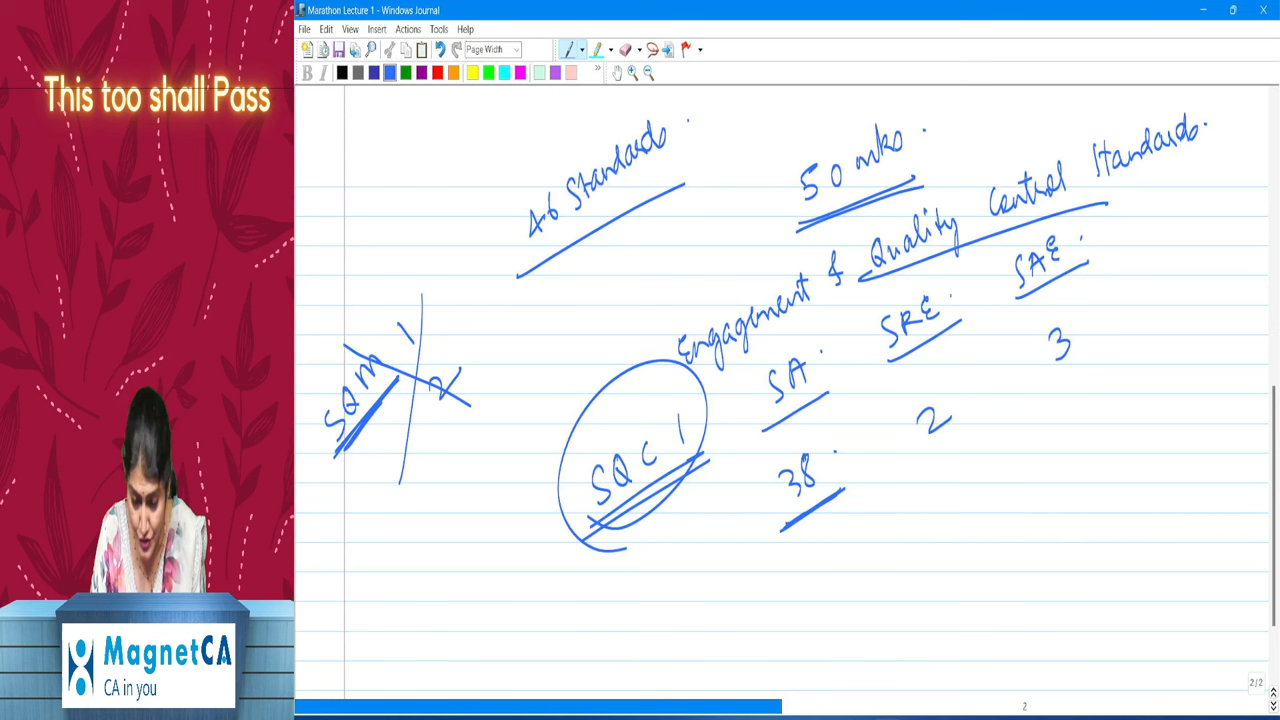 This too shall Pass
MagnetCA
CA in you
Marathon Lecture 1 - Windows Journal
File Edit View Insert Actions Tools Help
Page Width
B I
46 Standards.
50 mks.
Engagement & Quality Control Standards.
SQM 1
2
SQC 1
SA.
SRE.
SAE.
38.
2
3
2 / 2
2